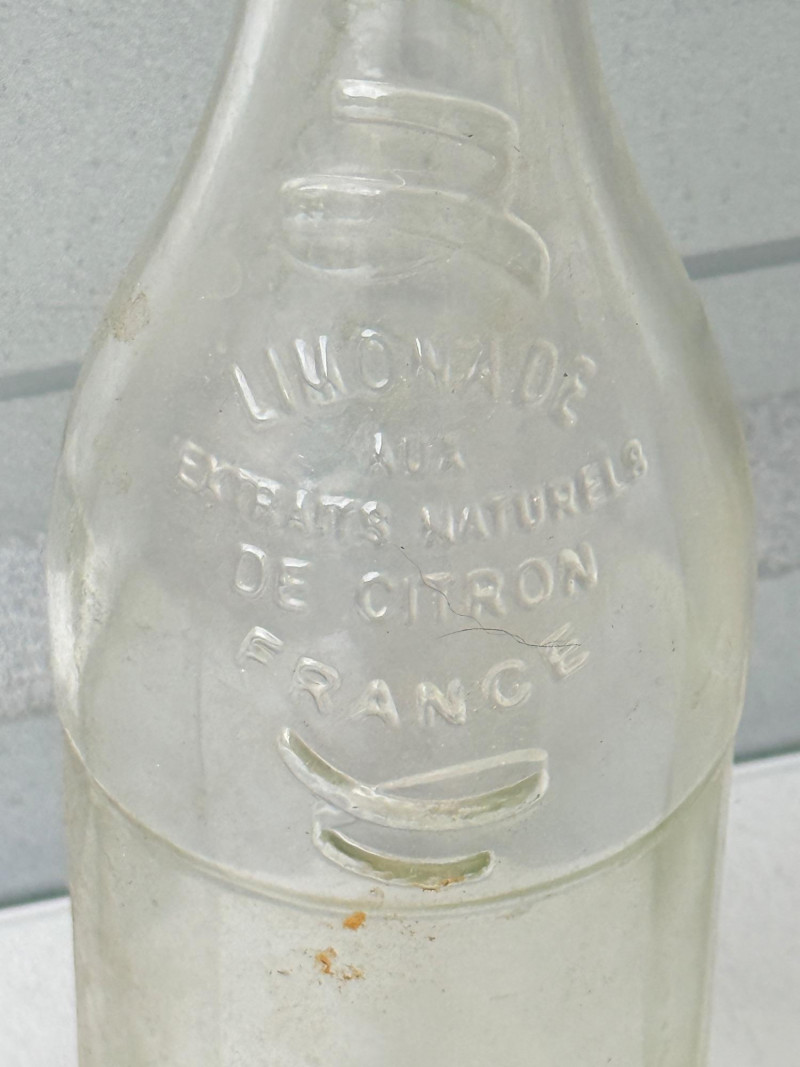 LIMONADE
AUX
EXTRAITS NATURELS
DE CITRON
FRANCE